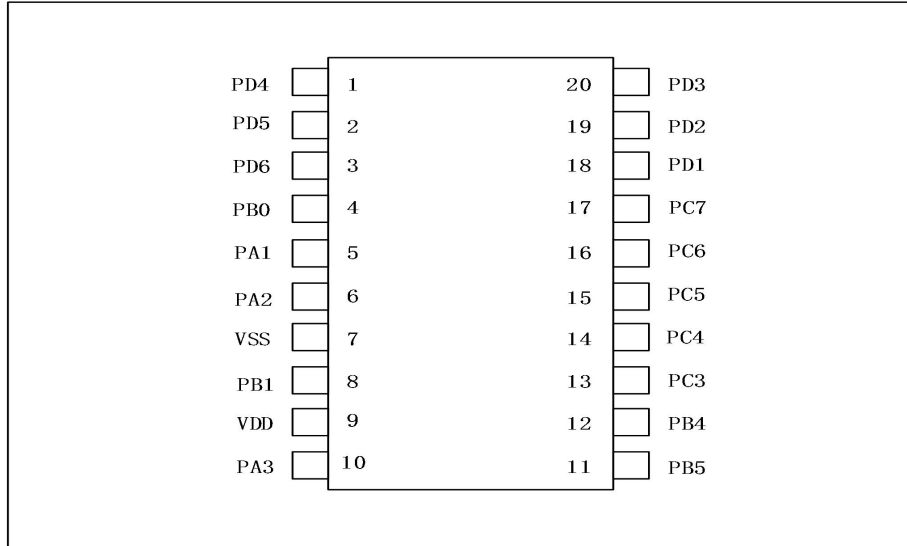 PD4 1 20 PD3
PD5 2 19 PD2
PD6 3 18 PD1
PB0 4 17 PC7
PA1 5 16 PC6
PA2 6 15 PC5
VSS 7 14 PC4
PB1 8 13 PC3
VDD 9 12 PB4
PA3 10 11 PB5